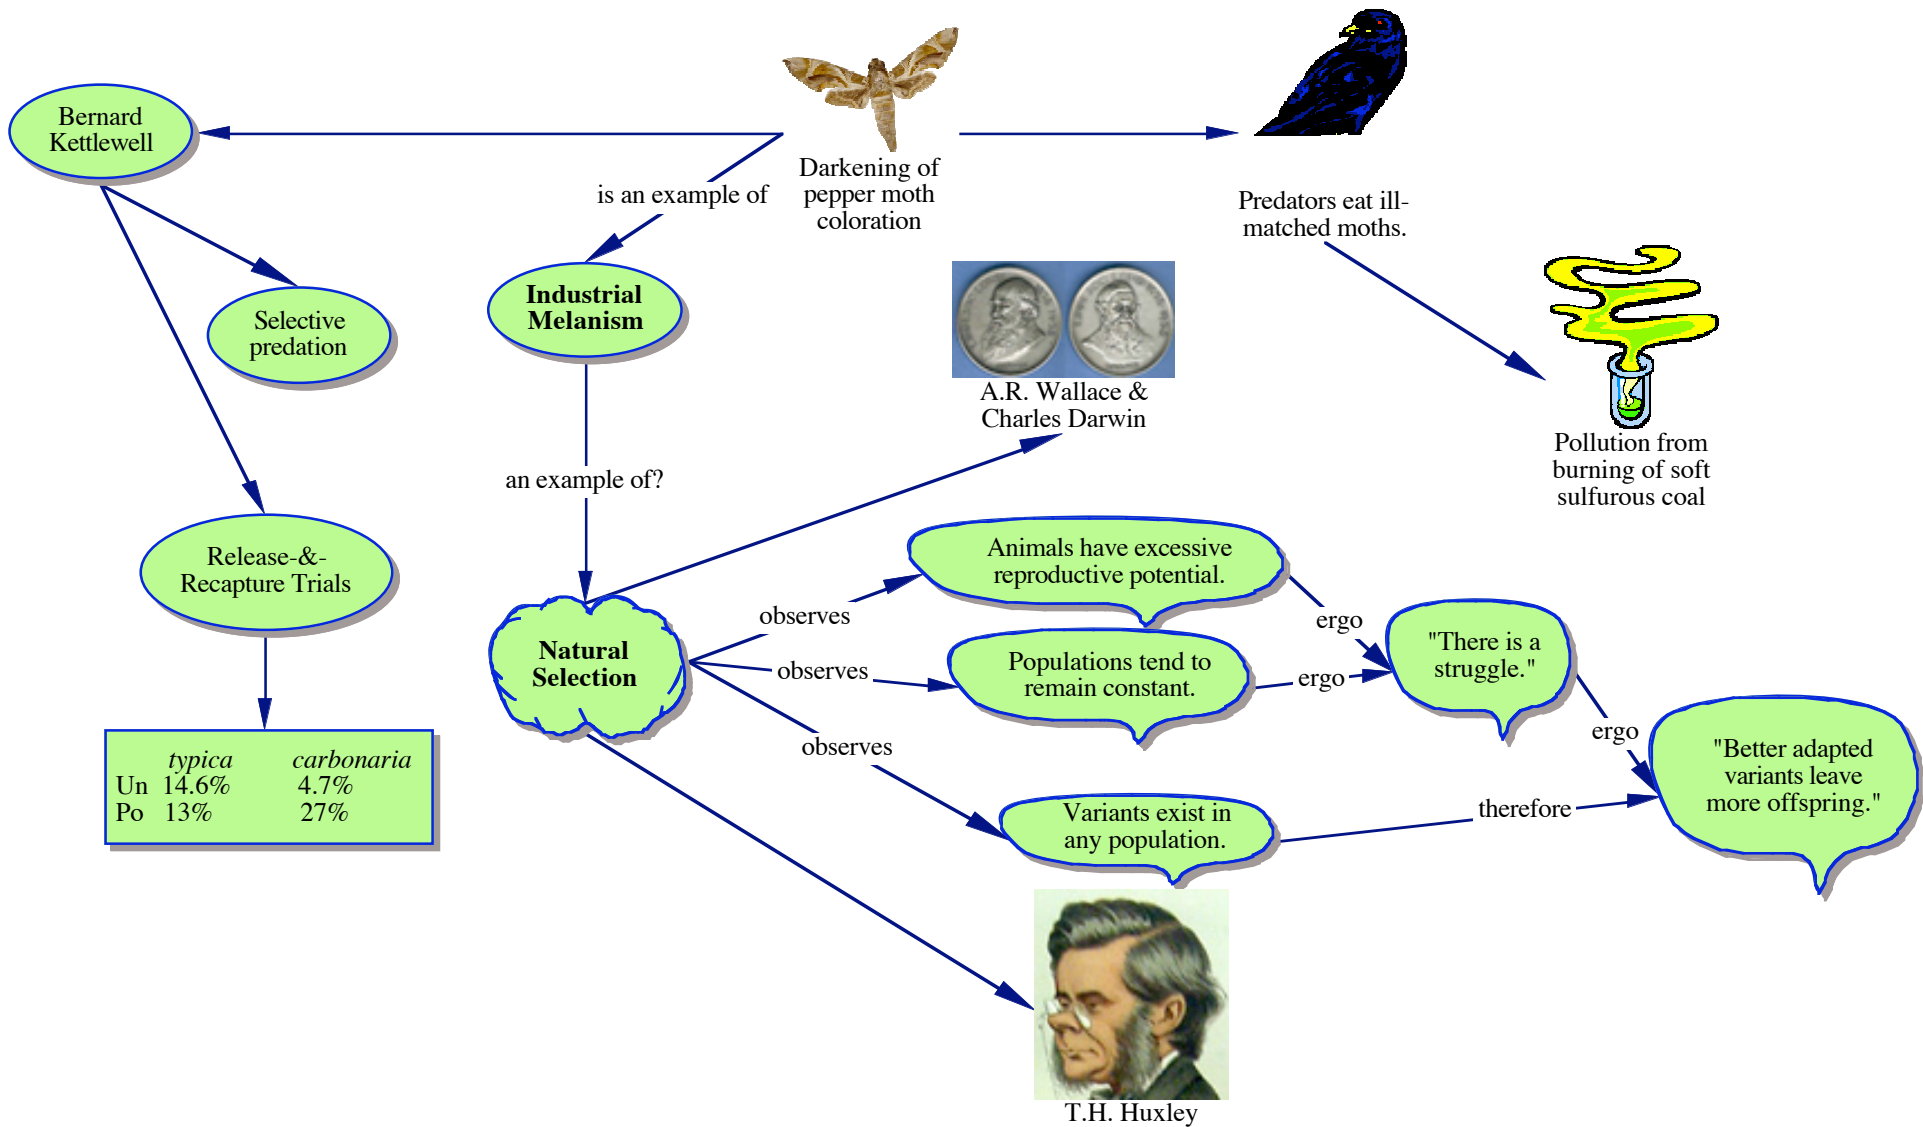 Bernard
Kettlewell
Darkening of
pepper moth
coloration
is an example of
Predators eat ill-
matched moths.
Selective
predation
Industrial
Melanism
A.R. Wallace &
Charles Darwin
Pollution from
burning of soft
sulfurous coal
an example of?
Release-&-
Recapture Trials
typica carbonaria
Un 14.6% 4.7%
Po 13% 27%
Natural
Selection
observes
observes
observes
Animals have excessive
reproductive potential.
Populations tend to
remain constant.
Variants exist in
any population.
ergo
ergo
"There is a
struggle."
ergo
therefore
"Better adapted
variants leave
more offspring."
T.H. Huxley